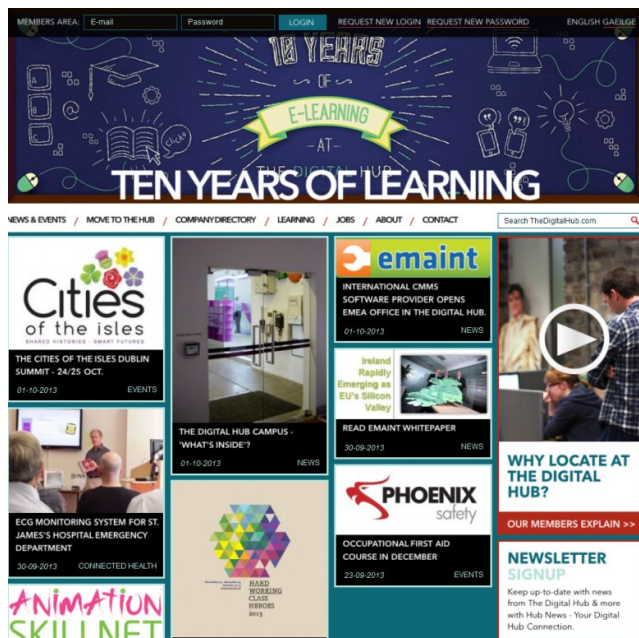 MEMBERS AREA:
E-mail
Password
LOGIN
REQUEST NEW LOGIN
REQUEST NEW PASSWORD
ENGLISH GAEILGE
10 YEARS
OF
E-LEARNING
AT
THE DIGITAL HUB
A
B
C
@
Click
TEN YEARS OF LEARNING
NEWS & EVENTS / MOVE TO THE HUB / COMPANY DIRECTORY / LEARNING / JOBS / ABOUT / CONTACT
Search TheDigitalHub.com
Cities
of the isles
SHARED HISTORIES - SMART FUTURES
THE CITIES OF THE ISLES DUBLIN
SUMMIT - 24/25 OCT.
01-10-2013 EVENTS
ECG MONITORING SYSTEM FOR ST.
JAMES'S HOSPITAL EMERGENCY
DEPARTMENT
30-09-2013 CONNECTED HEALTH
ANIMATION
SKILLNET
THE DIGITAL HUB CAMPUS -
'WHAT'S INSIDE'?
01-10-2013 NEWS
HARD
WORKING
CLASS
HEROES
2013
emaint
INTERNATIONAL CMMS
SOFTWARE PROVIDER OPENS
EMEA OFFICE IN THE DIGITAL HUB.
01-10-2013 NEWS
Ireland
Rapidly
Emerging as
EU's Silicon
Valley
READ EMAINT WHITEPAPER
30-09-2013 NEWS
PHOENIX
safety
OCCUPATIONAL FIRST AID
COURSE IN DECEMBER
23-09-2013 EVENTS
WHY LOCATE AT
THE DIGITAL
HUB?
OUR MEMBERS EXPLAIN >>
NEWSLETTER
SIGNUP
Keep up-to-date with news
from The Digital Hub & more
with Hub News - Your Digital
Hub Connection.